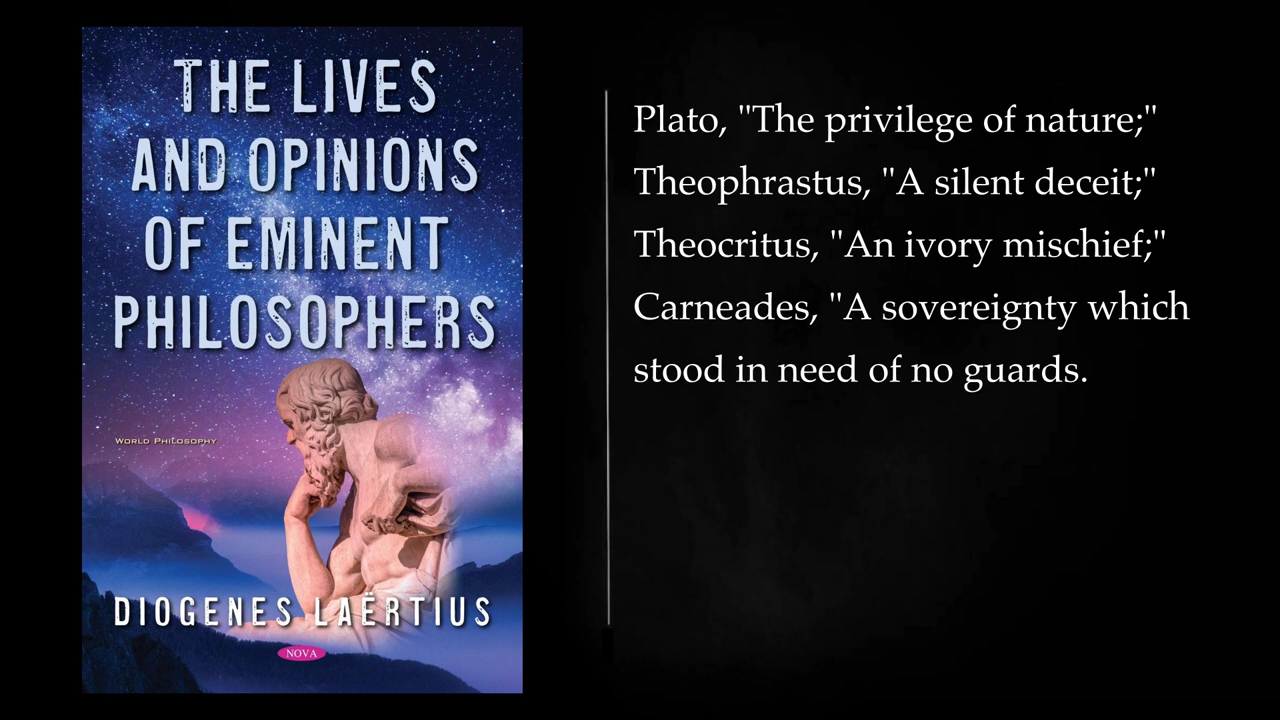 THE LIVES
AND OPINIONS
OF EMINENT
PHILOSOPHERS
WORLD PHILOSOPHY
DIOGENES LAËRTIUS
NOVA
Plato, "The privilege of nature;"
Theophrastus, "A silent deceit;"
Theocritus, "An ivory mischief;"
Carneades, "A sovereignty which
stood in need of no guards.